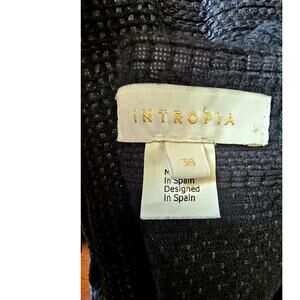 INTROPIA
38
M
In Spain
Designed
In Spain